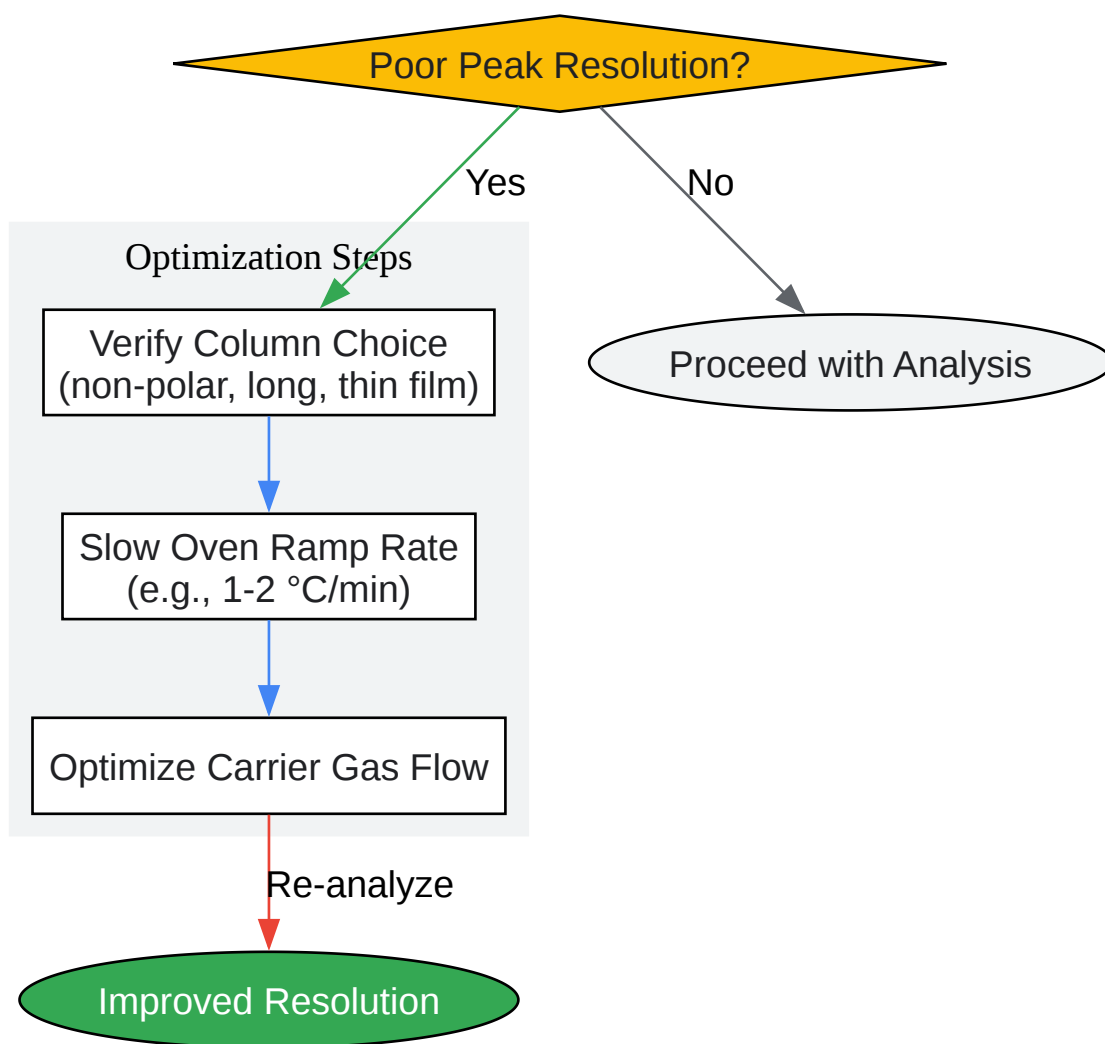 Poor Peak Resolution?
Yes
No
Optimization Steps
Verify Column Choice
(non-polar, long, thin film)
Proceed with Analysis
Slow Oven Ramp Rate
(e.g., 1-2 °C/min)
Optimize Carrier Gas Flow
Re-analyze
Improved Resolution